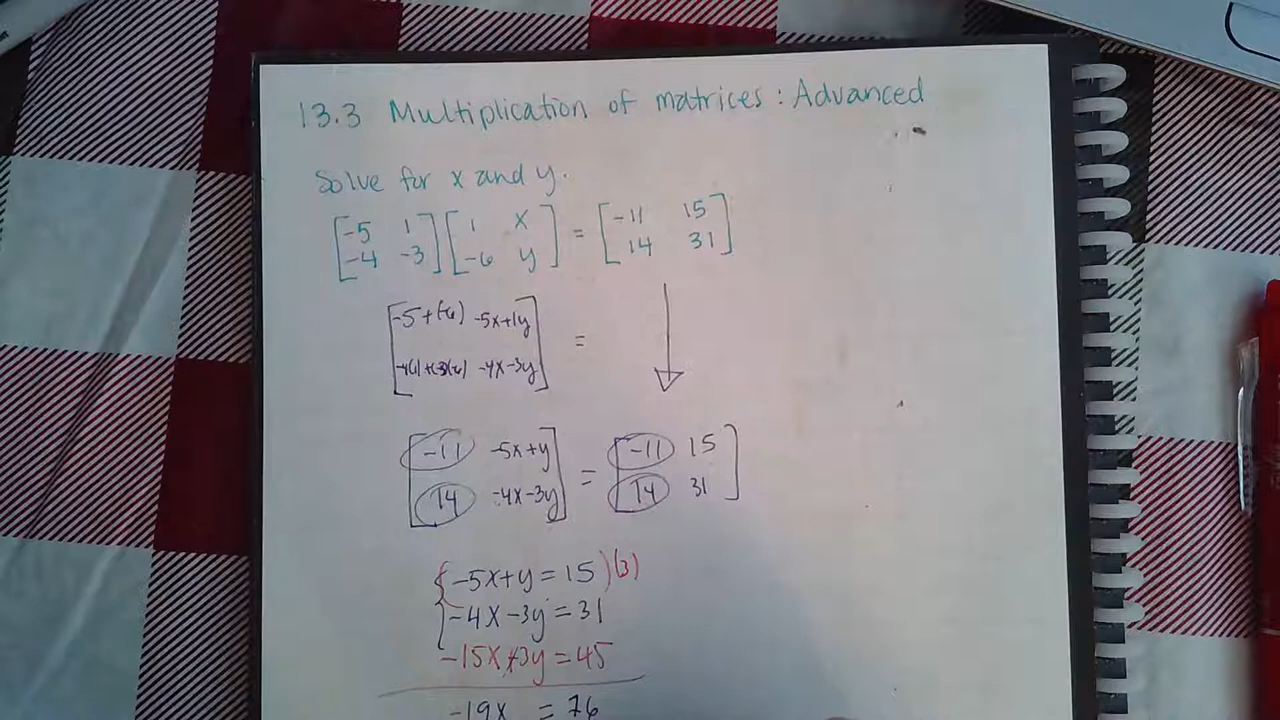 13.3 Multiplication of matrices : Advanced
Solve for x and y.
[-5 1 [1 x = [-11 15
-4 -3] -6 y] 14 31]
[-5+(-6) -5x+1y
-4(1)+(-3)(-6) -4x-3y] =
[-11 -5x+y = [-11 15
14 -4x-3y] 14 31]
{-5x+y=15)(3)
-4x-3y=31
-15x+3y=45
-19x = 76